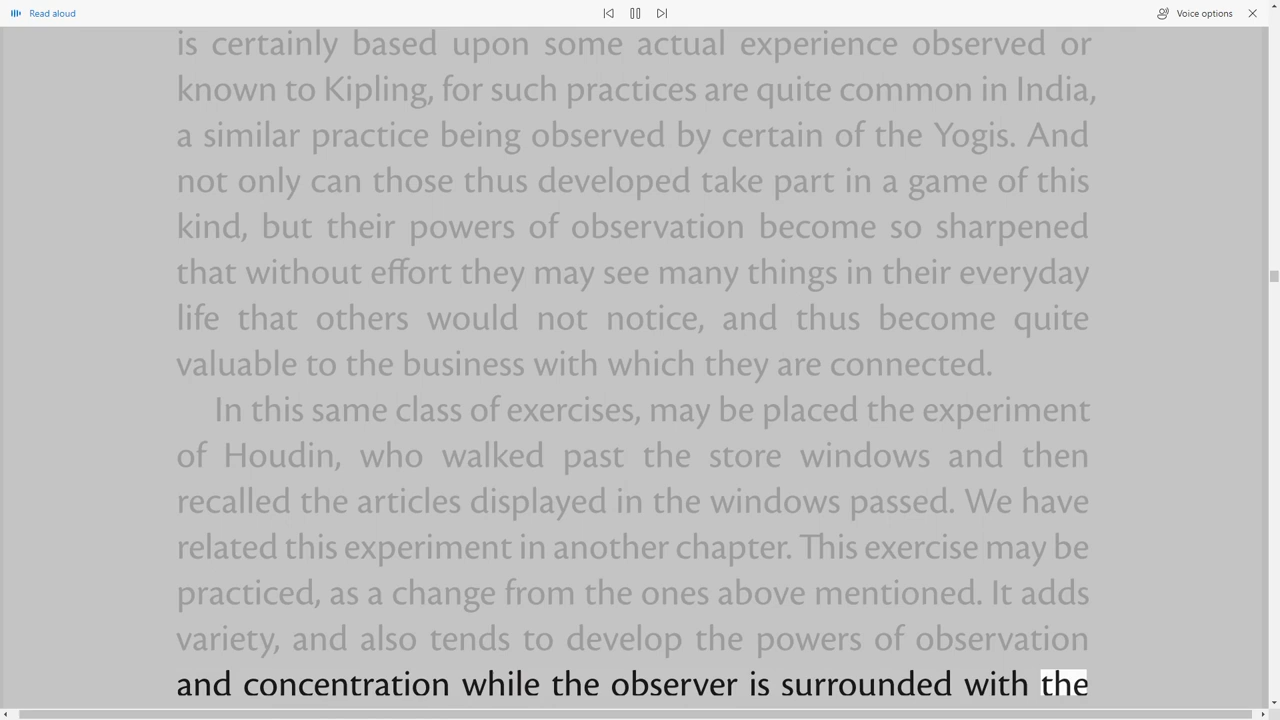 Read aloud
Voice options
is certainly based upon some actual experience observed or
known to Kipling, for such practices are quite common in India,
a similar practice being observed by certain of the Yogis. And
not only can those thus developed take part in a game of this
kind, but their powers of observation become so sharpened
that without effort they may see many things in their everyday
life that others would not notice, and thus become quite
valuable to the business with which they are connected.
In this same class of exercises, may be placed the experiment
of Houdin, who walked past the store windows and then
recalled the articles displayed in the windows passed. We have
related this experiment in another chapter. This exercise may be
practiced, as a change from the ones above mentioned. It adds
variety, and also tends to develop the powers of observation
and concentration while the observer is surrounded with the